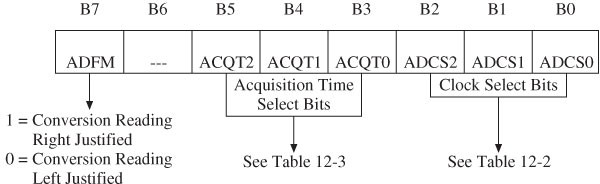 B7 B6 B5 B4 B3 B2 B1 B0
ADFM --- ACQT2 ACQT1 ACQT0 ADCS2 ADCS1 ADCS0
Acquisition Time
Select Bits
Clock Select Bits
1 = Conversion Reading
Right Justified
0 = Conversion Reading
Left Justified
See Table 12-3
See Table 12-2